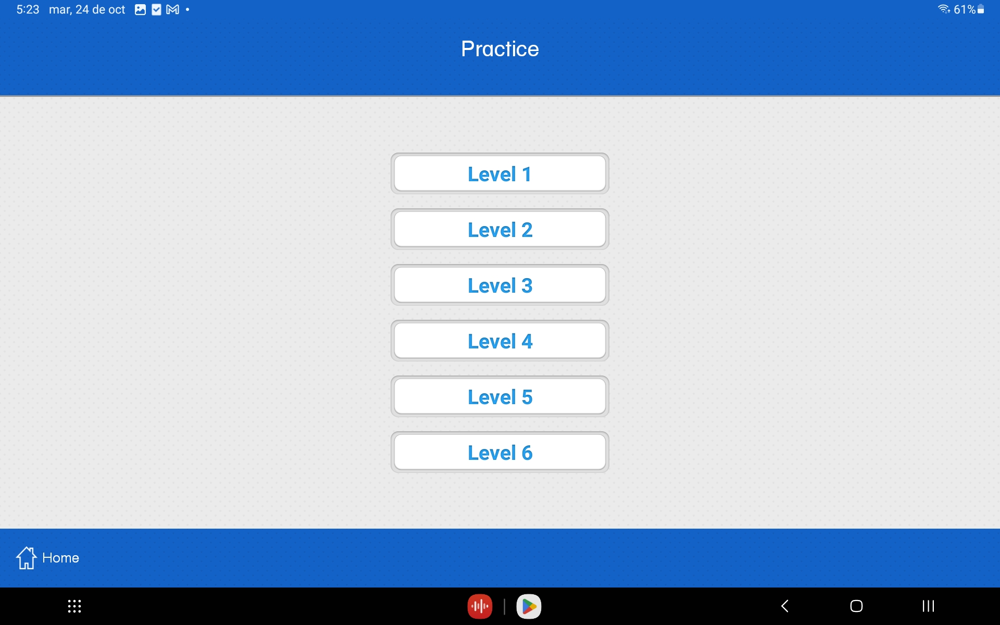 5:23 mar, 24 de oct 61%
Practice
Level 1
Level 2
Level 3
Level 4
Level 5
Level 6
Home